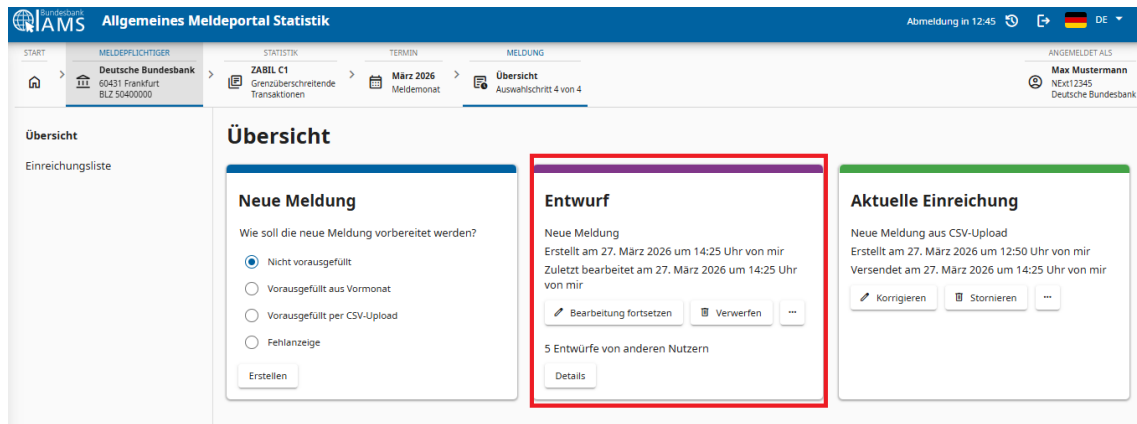 Bundesbank
AMS Allgemeines Meldeportal Statistik
Abmeldung in 12:45
DE
START
MELDEPFLICHTIGER
STATISTIK
TERMIN
MELDUNG
ANGEMELDET ALS
Deutsche Bundesbank
60431 Frankfurt
BLZ 50400000
ZABIL C1
Grenzüberschreitende
Transaktionen
März 2026
Meldemonat
Übersicht
Auswahlschritt 4 von 4
Max Mustermann
NExt12345
Deutsche Bundesbank
Übersicht
Einreichungsliste
Übersicht
Neue Meldung
Wie soll die neue Meldung vorbereitet werden?
Nicht vorausgefüllt
Vorausgefüllt aus Vormonat
Vorausgefüllt per CSV-Upload
Fehlanzeige
Erstellen
Entwurf
Neue Meldung
Erstellt am 27. März 2026 um 14:25 Uhr von mir
Zuletzt bearbeitet am 27. März 2026 um 14:25 Uhr
von mir
Bearbeitung fortsetzen
Verwerfen
...
5 Entwürfe von anderen Nutzern
Details
Aktuelle Einreichung
Neue Meldung aus CSV-Upload
Erstellt am 27. März 2026 um 12:50 Uhr von mir
Versendet am 27. März 2026 um 14:25 Uhr von mir
Korrigieren
Stornieren
...